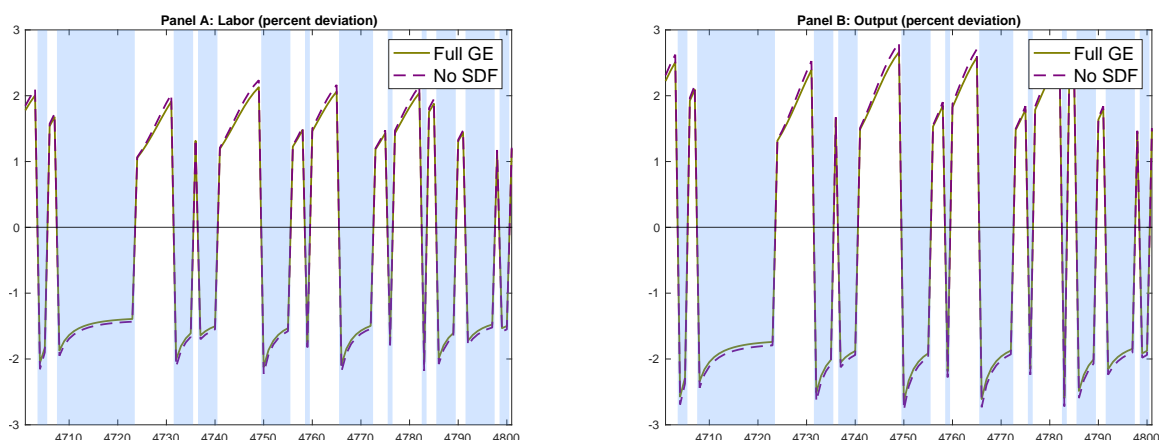 Panel A: Labor (percent deviation)
3
2
1
0
-1
-2
-3
4710 4720 4730 4740 4750 4760 4770 4780 4790 4800
Full GE
No SDF
Panel B: Output (percent deviation)
3
2
1
0
-1
-2
-3
4710 4720 4730 4740 4750 4760 4770 4780 4790 4800
Full GE
No SDF